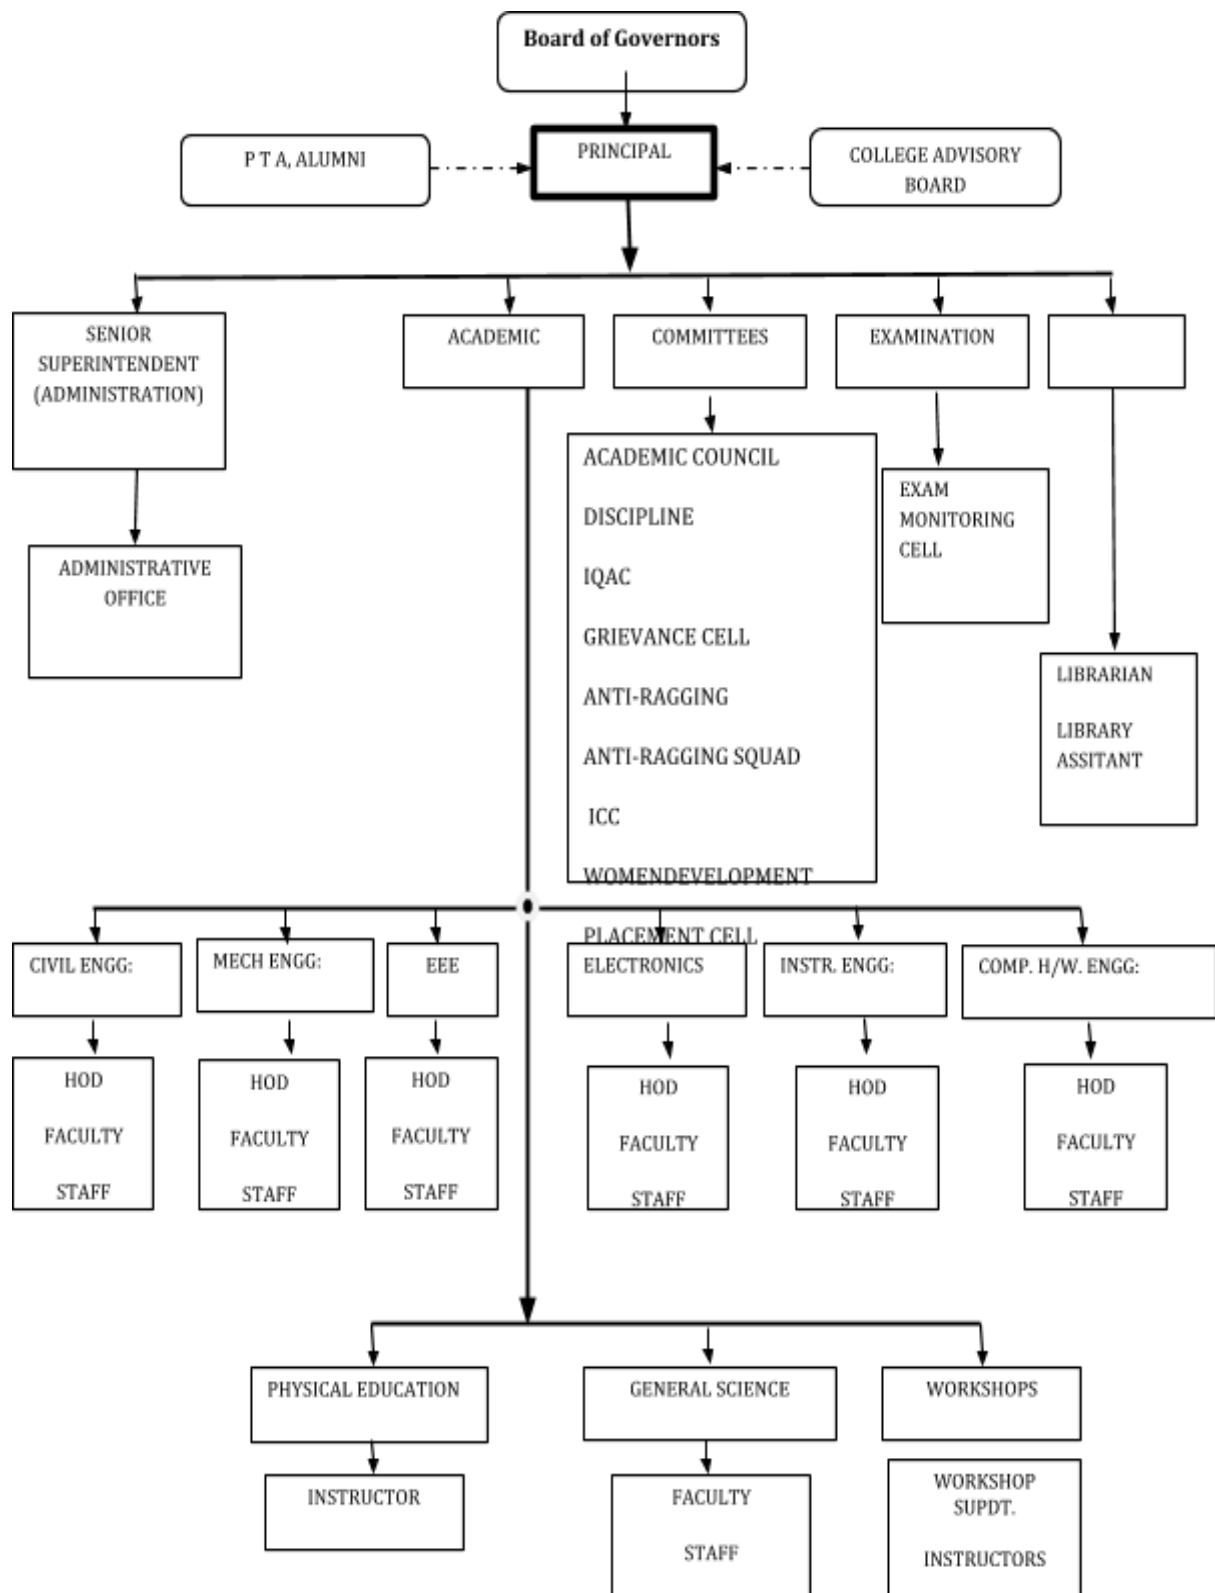 Board of Governors
P T A, ALUMNI
PRINCIPAL
COLLEGE ADVISORY
BOARD
SENIOR
SUPERINTENDENT
(ADMINISTRATION)
ACADEMIC
COMMITTEES
EXAMINATION
ADMINISTRATIVE
OFFICE
ACADEMIC COUNCIL
DISCIPLINE
IQAC
GRIEVANCE CELL
ANTI-RAGGING
ANTI-RAGGING SQUAD
ICC
WOMENDEVELOPMENT
PLACEMENT CELL
EXAM
MONITORING
CELL
LIBRARIAN
LIBRARY
ASSITANT
CIVIL ENGG:
MECH ENGG:
EEE
ELECTRONICS
INSTR. ENGG:
COMP. H/W. ENGG:
HOD
FACULTY
STAFF
HOD
FACULTY
STAFF
HOD
FACULTY
STAFF
HOD
FACULTY
STAFF
HOD
FACULTY
STAFF
HOD
FACULTY
STAFF
PHYSICAL EDUCATION
GENERAL SCIENCE
WORKSHOPS
INSTRUCTOR
FACULTY
STAFF
WORKSHOP
SUPDT.
INSTRUCTORS